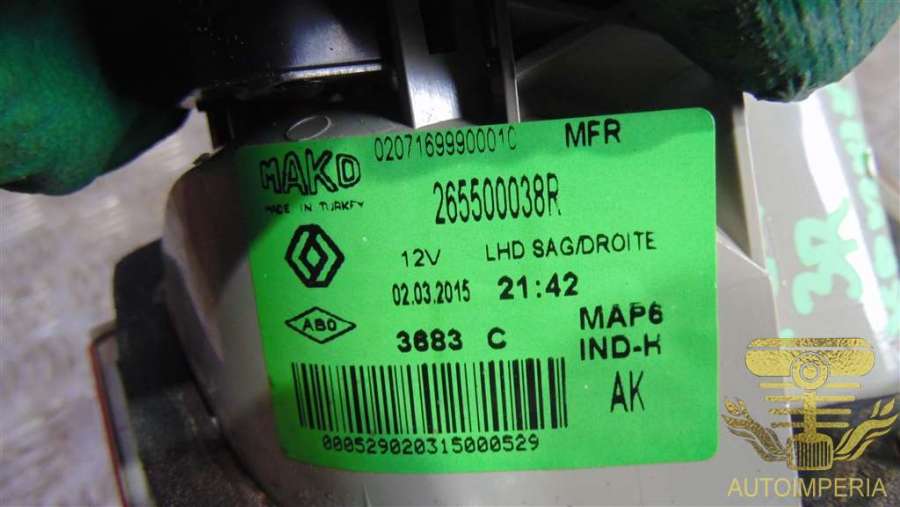 0207169990001C MFR
MAKO
MADE IN TURKEY
265500038R
12V LHD SAG/DROITE
02.03.2015 21:42
ABO
3683 C
MAP6
IND-H
AK
000529020315000529
AUTOIMPERIA